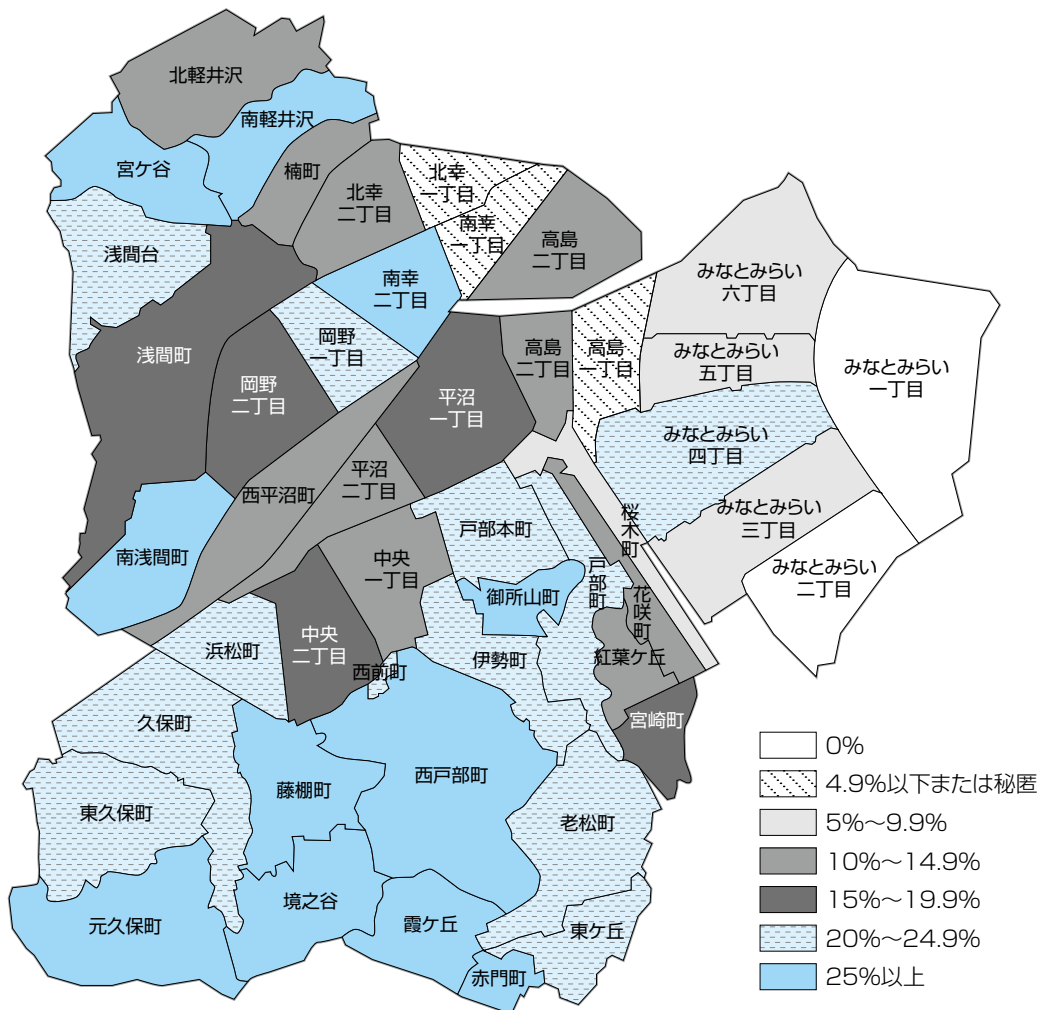 北軽井沢
南軽井沢
宮ケ谷
楠町
北幸
二丁目
北幸
一丁目
南幸
一丁目
高島
二丁目
浅間台
南幸
二丁目
みなとみらい
六丁目
浅間町
岡野
一丁目
岡野
二丁目
平沼
一丁目
高島
二丁目
高島
一丁目
みなとみらい
五丁目
みなとみらい
一丁目
みなとみらい
四丁目
西平沼町
平沼
二丁目
みなとみらい
三丁目
南浅間町
戸部本町
桜木町
中央
一丁目
戸部町
みなとみらい
二丁目
御所山町
花咲町
浜松町
中央
二丁目
西前町
伊勢町
紅葉ケ丘
久保町
宮崎町
藤棚町
西戸部町
東久保町
老松町
元久保町
境之谷
霞ケ丘
東ケ丘
赤門町
0%
4.9%以下または秘匿
5%～9.9%
10%～14.9%
15%～19.9%
20%～24.9%
25%以上